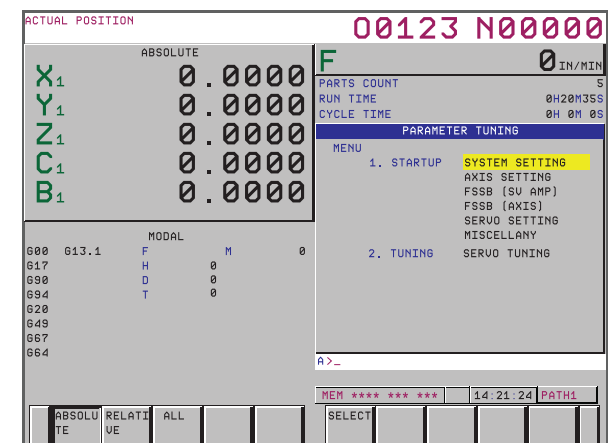 ACTUAL POSITION
O0123 N00000
ABSOLUTE
X1 0.0000
Y1 0.0000
Z1 0.0000
C1 0.0000
B1 0.0000
F 0 IN/MIN
PARTS COUNT 5
RUN TIME 0H20M35S
CYCLE TIME 0H 0M 0S
PARAMETER TUNING
MENU
1. STARTUP SYSTEM SETTING
AXIS SETTING
FSSB (SV AMP)
FSSB (AXIS)
SERVO SETTING
MISCELLANY
2. TUNING SERVO TUNING
MODAL
G00 G13.1 F M 0
G17 H 0
G90 D 0
G94 T 0
G20
G49
G67
G64
A>_
MEM **** *** *** 14:21:24 PATH1
ABSOLU RELATI ALL SELECT
TE VE